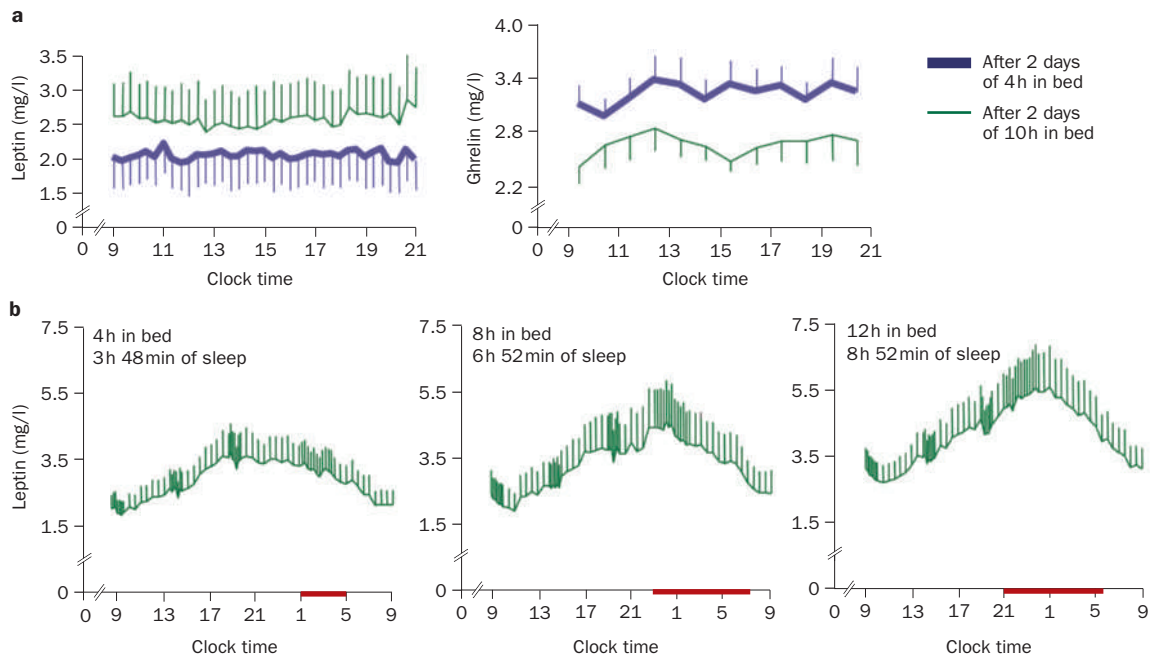 a
3.5
3.0
2.5
2.0
1.5
0
Leptin (mg/l)
0 9 11 13 15 17 19 21
Clock time
4.0
3.4
2.8
2.2
0
Ghrelin (mg/l)
0 9 11 13 15 17 19 21
Clock time
After 2 days
of 4h in bed
After 2 days
of 10h in bed
b
7.5
5.5
3.5
1.5
0
Leptin (mg/l)
4h in bed
3h 48min of sleep
0 9 13 17 21 1 5 9
Clock time
7.5
5.5
3.5
1.5
0
8h in bed
6h 52min of sleep
0 9 13 17 21 1 5 9
Clock time
7.5
5.5
3.5
1.5
0
12h in bed
8h 52min of sleep
0 9 13 17 21 1 5 9
Clock time